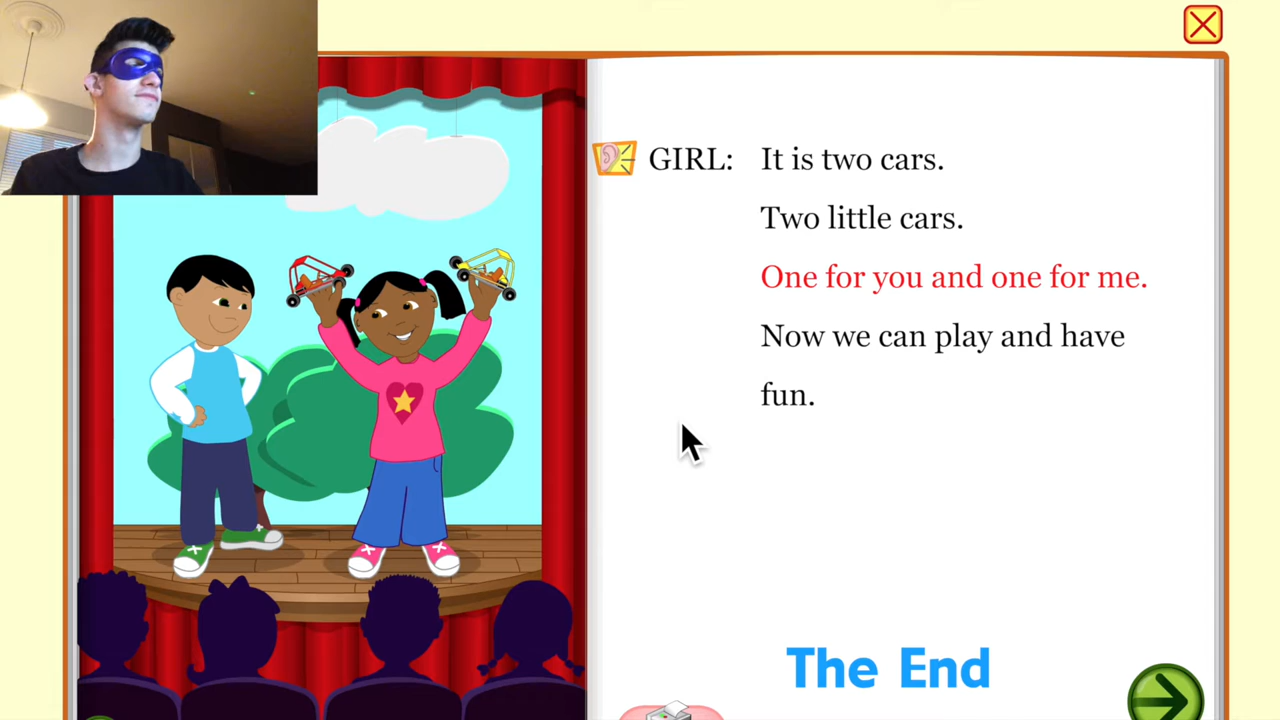 GIRL: It is two cars.
Two little cars.
One for you and one for me.
Now we can play and have
fun.
The End